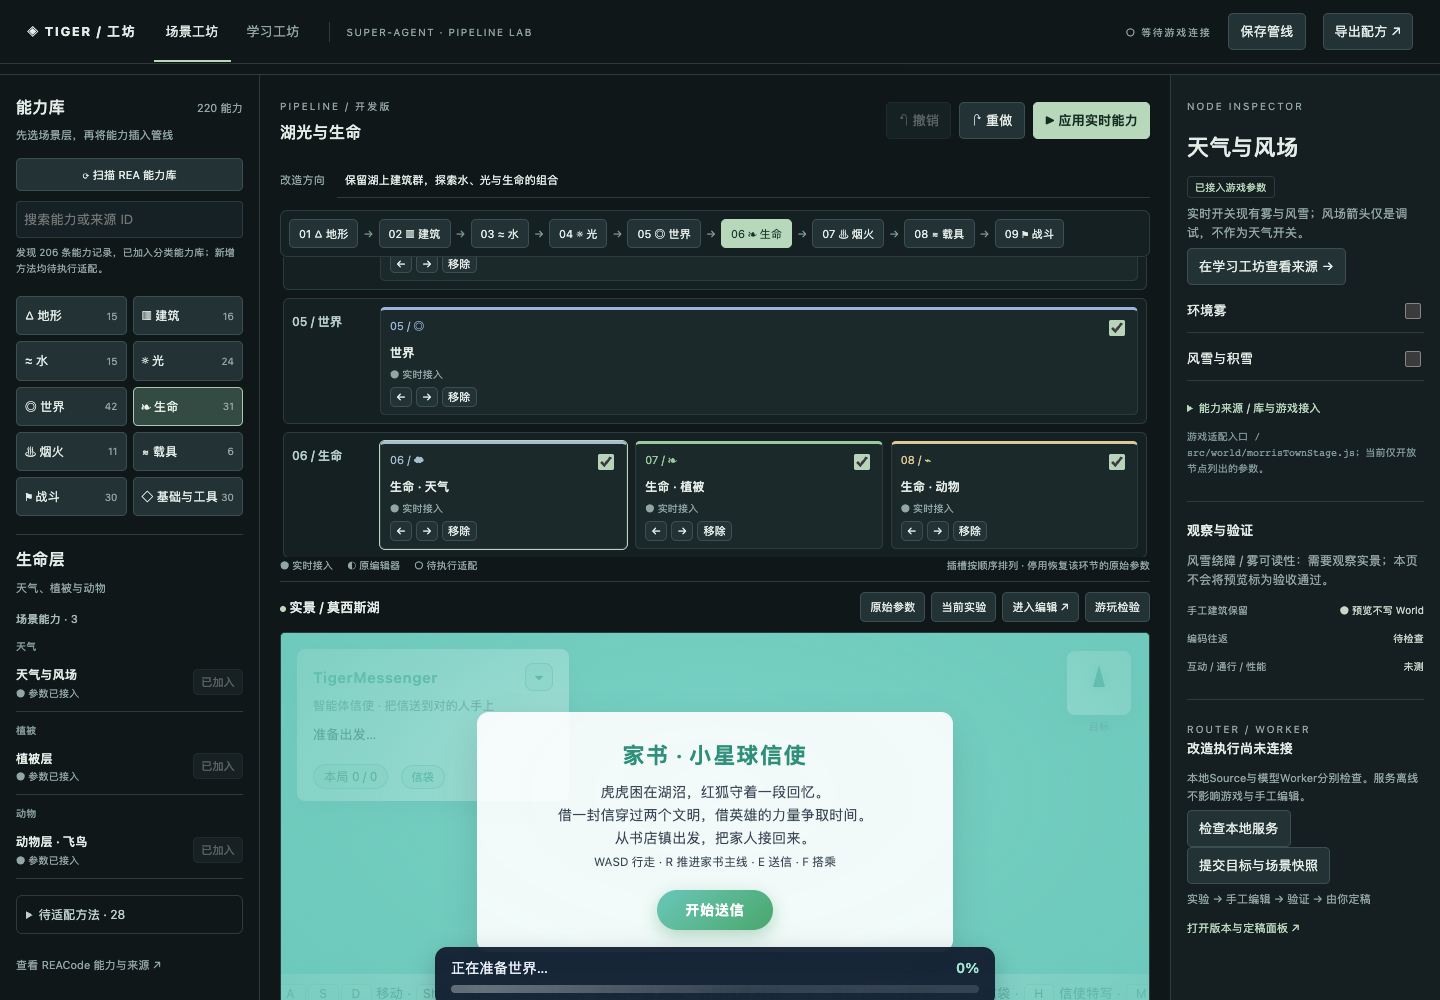 ◈ TIGER / 工坊
场景工坊
学习工坊
SUPER-AGENT · PIPELINE LAB
等待游戏连接
保存管线
导出配方 ↗
能力库
220 能力
先选场景层，再将能力插入管线
⟳ 扫描 REA 能力库
搜索能力或来源 ID
发现 206 条能力记录，已加入分类能力库；新增
方法均待执行适配。
地形 15
建筑 16
≈ 水 15
光 24
◎ 世界 42
生命 31
烟火 11
载具 6
战斗 30
◇ 基础与工具 30
生命层
天气、植被与动物
场景能力 · 3
天气
天气与风场
参数已接入
已加入
植被
植被层
参数已接入
已加入
动物
动物层 · 飞鸟
参数已接入
已加入
▶ 待适配方法 · 28
查看 REACode 能力与来源 ↗
PIPELINE / 开发版
湖光与生命
撤销
重做
▶ 应用实时能力
改造方向
保留湖上建筑群，探索水、光与生命的组合
01 地形 →
02 建筑 →
03 ≈ 水 →
04 光 →
05 ◎ 世界 →
06 生命 →
07 烟火 →
08 载具 →
09 战斗
← → 移除
05 / 世界
05 / ◎
世界
实时接入
← → 移除
06 / 生命
06 /
生命 · 天气
实时接入
← → 移除
07 /
生命 · 植被
实时接入
← → 移除
08 /
生命 · 动物
实时接入
← → 移除
● 实时接入 ◐ 原编辑器 ○ 待执行适配
插槽按顺序排列 · 停用恢复该环节的原始参数
实景 / 莫西斯湖
原始参数
当前实验
进入编辑 ↗
游玩检验
TigerMessenger
智能体信使 · 把信送到对的人手上
准备出发...
本局 0 / 0
信袋
目标
家书 · 小星球信使
虎虎困在湖沼，红狐守着一段回忆。
借一封信穿过两个文明，借英雄的力量争取时间。
从书店镇出发，把家人接回来。
WASD 行走 · R 推进家书主线 · E 送信 · F 搭乘
开始送信
正在准备世界...
0%
A S D 移动 ·
袋 · H 信使特写 · M
NODE INSPECTOR
天气与风场
已接入游戏参数
实时开关现有雾与风雪；风场箭头仅是调
试，不作为天气开关。
在学习工坊查看来源 →
环境雾
风雪与积雪
▶ 能力来源 / 库与游戏接入
游戏适配入口 /
src/world/morrisTownStage.js；当前仅开放
节点列出的参数。
观察与验证
风雪绕障 / 雾可读性：需要观察实景；本页
不会将预览标为验收通过。
手工建筑保留
● 预览不写 World
编码往返
待检查
互动 / 通行 / 性能
未测
ROUTER / WORKER
改造执行尚未连接
本地Source与模型Worker分别检查。服务离线
不影响游戏与手工编辑。
检查本地服务
提交目标与场景快照
实验 → 手工编辑 → 验证 → 由你定稿
打开版本与定稿面板 ↗